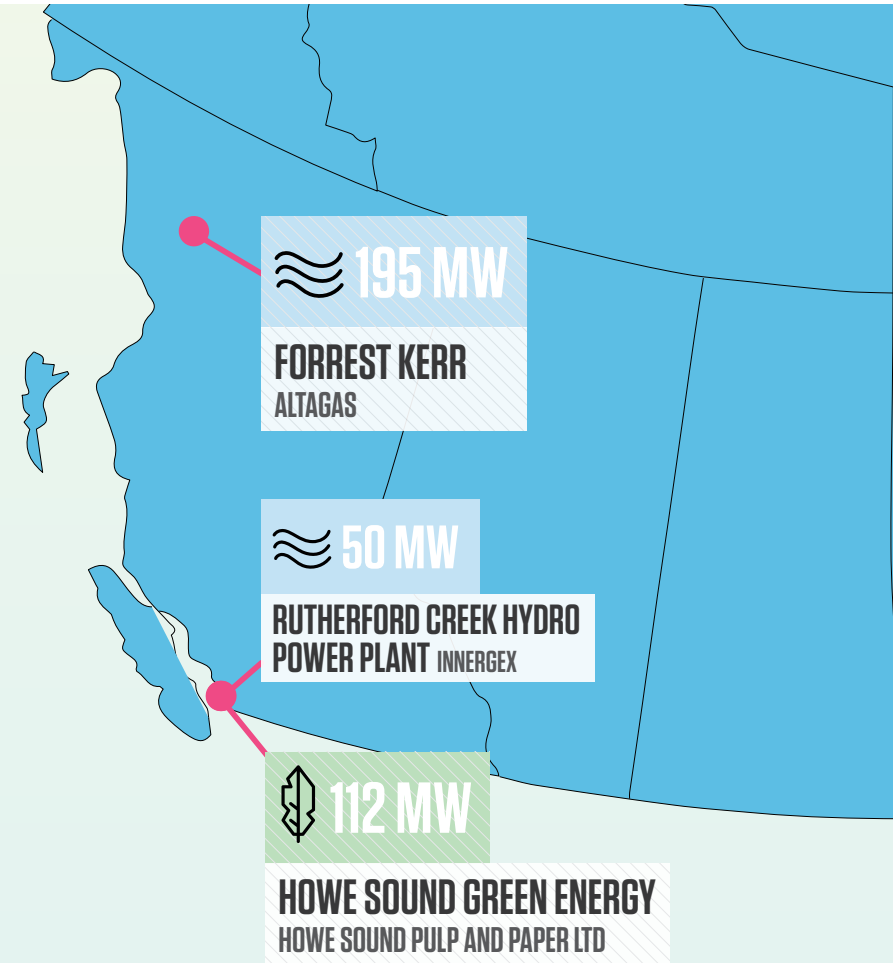 195 MW
FORREST KERR
ALTAGAS
50 MW
RUTHERFORD CREEK HYDRO
POWER PLANT INNERGEX
112 MW
HOWE SOUND GREEN ENERGY
HOWE SOUND PULP AND PAPER LTD